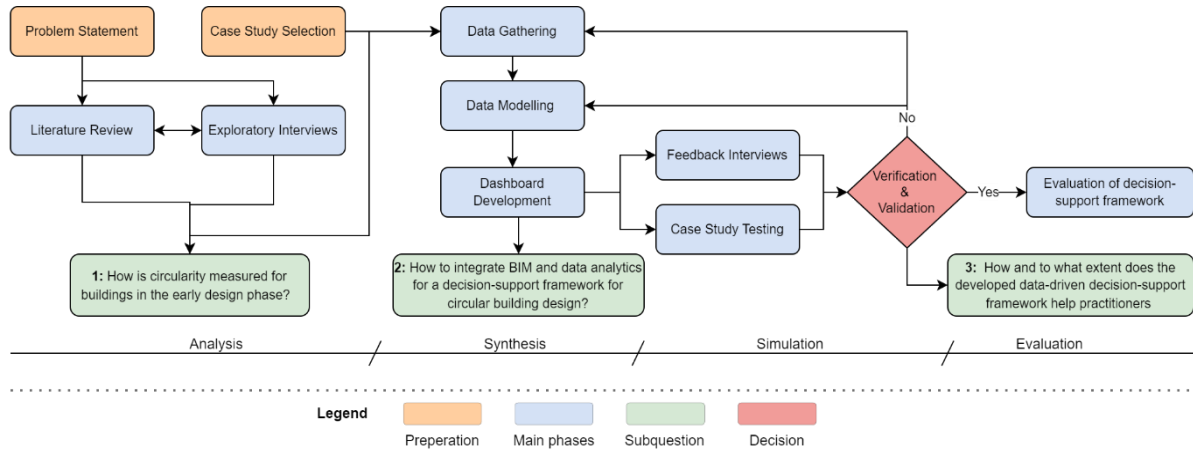 Problem Statement
Case Study Selection
Data Gathering
Data Modelling
No
Literature Review
Exploratory Interviews
Feedback Interviews
Verification
&
Validation
Yes
Evaluation of decision-
support framework
Dashboard
Development
Case Study Testing
1: How is circularity measured for
buildings in the early design phase?
2: How to integrate BIM and data analytics
for a decision-support framework for
circular building design?
3: How and to what extent does the
developed data-driven decision-support
framework help practitioners
Analysis
Synthesis
Simulation
Evaluation
Legend
Preperation
Main phases
Subquestion
Decision